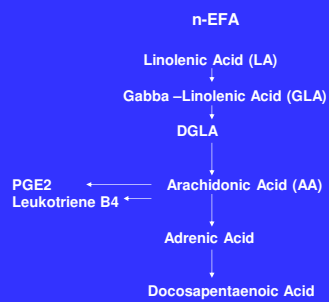 n-EFA
Linolenic Acid (LA)
Gabba –Linolenic Acid (GLA)
DGLA
PGE2
Arachidonic Acid (AA)
Leukotriene B4
Adrenic Acid
Docosapentaenoic Acid